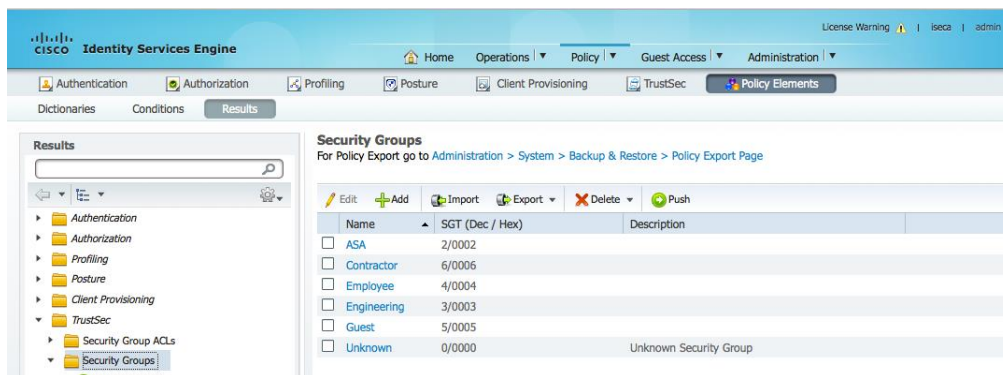 License Warning | iseca | admin
CISCO Identity Services Engine
Home Operations Policy Guest Access Administration
Authentication Authorization Profiling Posture Client Provisioning TrustSec Policy Elements
Dictionaries Conditions Results
Results
Authentication
Authorization
Profiling
Posture
Client Provisioning
TrustSec
Security Group ACLs
Security Groups
Security Groups
For Policy Export go to Administration > System > Backup & Restore > Policy Export Page
Edit Add Import Export Delete Push
Name SGT (Dec / Hex) Description
ASA 2/0002
Contractor 6/0006
Employee 4/0004
Engineering 3/0003
Guest 5/0005
Unknown 0/0000 Unknown Security Group